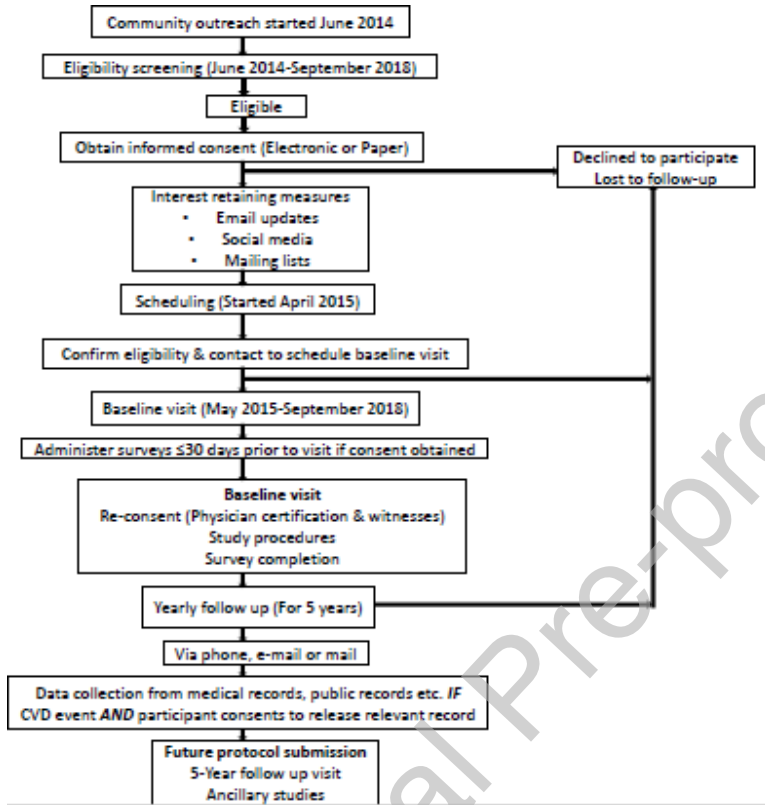 Community outreach started June 2014
Eligibility screening (June 2014-September 2018)
Eligible
Obtain informed consent (Electronic or Paper)
Declined to participate
Lost to follow-up
Interest retaining measures
• Email updates
• Social media
• Mailing lists
Scheduling (Started April 2015)
Confirm eligibility & contact to schedule baseline visit
Baseline visit (May 2015-September 2018)
Administer surveys ≤30 days prior to visit if consent obtained
Baseline visit
Re-consent (Physician certification & witnesses)
Study procedures
Survey completion
Yearly follow up (For 5 years)
Via phone, e-mail or mail
Data collection from medical records, public records etc. IF
CVD event AND participant consents to release relevant record
Future protocol submission
5-Year follow up visit
Ancillary studies
al Pre-pro